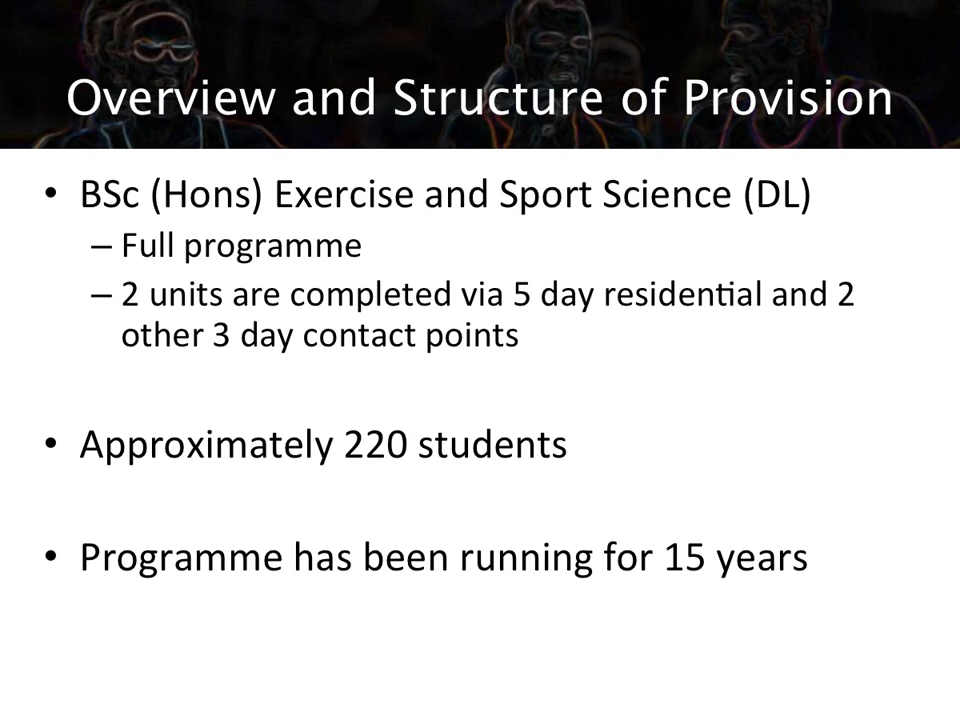 Overview and Structure of Provision
• BSc (Hons) Exercise and Sport Science (DL)
– Full programme
– 2 units are completed via 5 day residential and 2
other 3 day contact points
• Approximately 220 students
• Programme has been running for 15 years